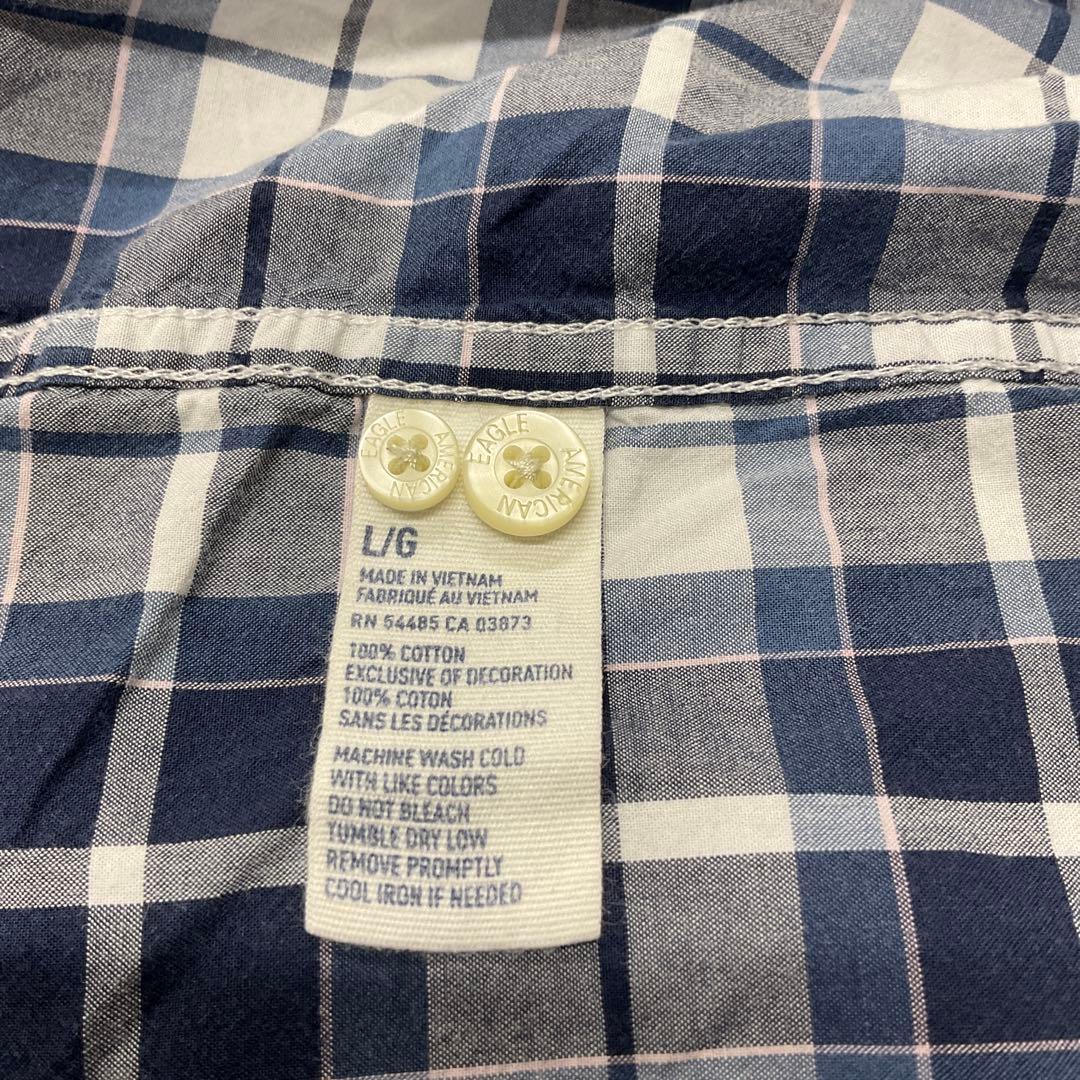 EAGLE AMERICAN
EAGLE AMERICAN
L/G
MADE IN VIETNAM
FABRIQUÉ AU VIETNAM
RN 54485 CA 03873
100% COTTON
EXCLUSIVE OF DECORATION
100% COTON
SANS LES DÉCORATIONS
MACHINE WASH COLD
WITH LIKE COLORS
DO NOT BLEACH
TUMBLE DRY LOW
REMOVE PROMPTLY
COOL IRON IF NEEDED